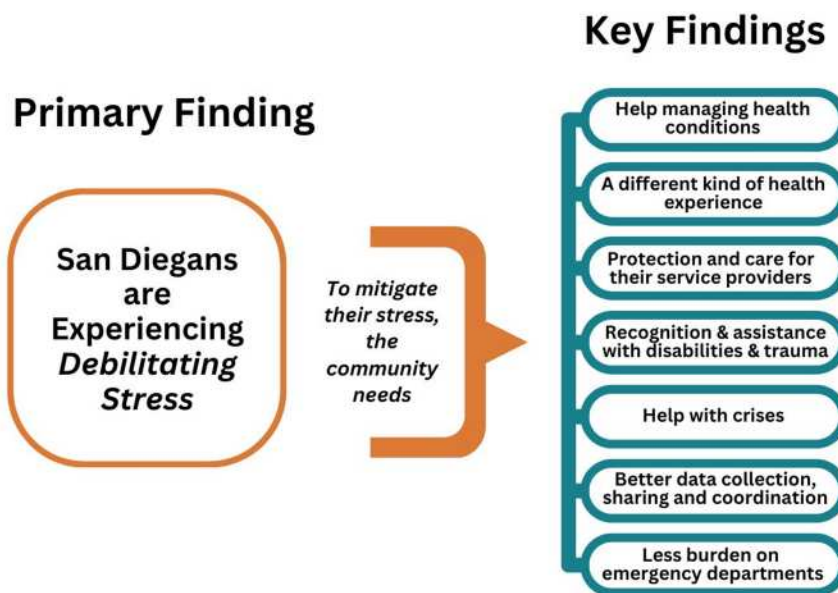 Primary Finding
San Diegans
are
Experiencing
Debilitating
Stress
To mitigate
their stress,
the
community
needs
Key Findings
Help managing health
conditions
A different kind of health
experience
Protection and care for
their service providers
Recognition & assistance
with disabilities & trauma
Help with crises
Better data collection,
sharing and coordination
Less burden on
emergency departments